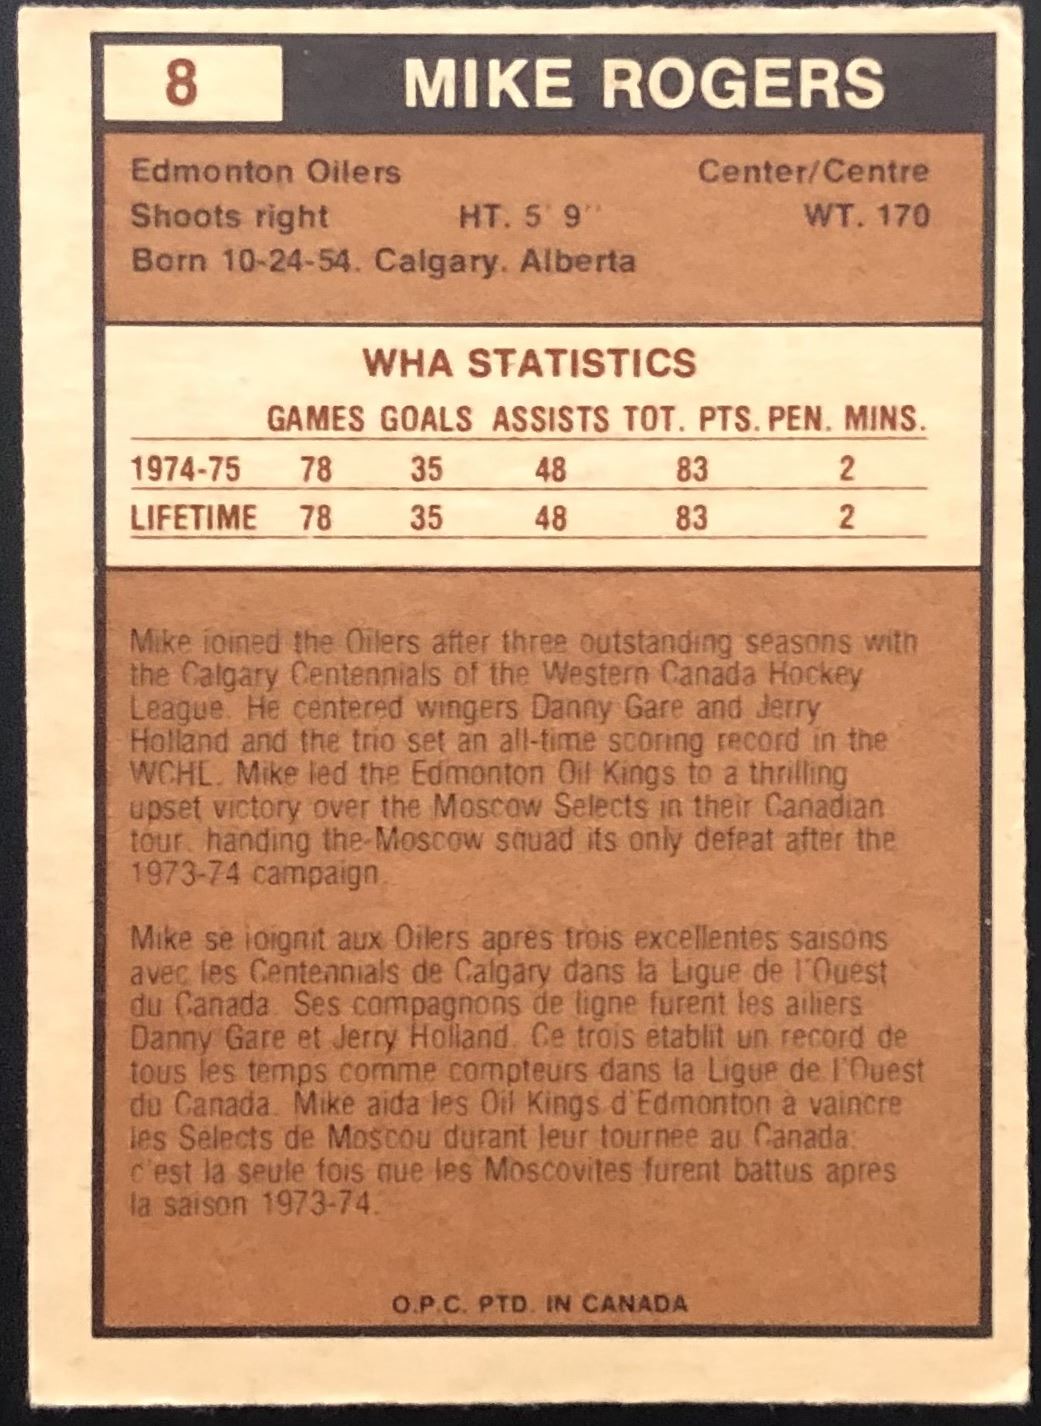 8 MIKE ROGERS
Edmonton Oilers Center/Centre
Shoots right HT. 5' 9'' WT. 170
Born 10-24-54. Calgary. Alberta
WHA STATISTICS
GAMES GOALS ASSISTS TOT. PTS. PEN. MINS.
1974-75 78 35 48 83 2
LIFETIME 78 35 48 83 2
Mike joined the Oilers after three outstanding seasons with
the Calgary Centennials of the Western Canada Hockey
League. He centered wingers Danny Gare and Jerry
Holland and the trio set an all-time scoring record in the
WCHL. Mike led the Edmonton Oil Kings to a thrilling
upset victory over the Moscow Selects in their Canadian
tour. handing the Moscow squad its only defeat after the
1973-74 campaign.
Mike se joignit aux Oilers apres trois excellentes saisons
avec les Centennials de Calgary dans la Ligue de l'Ouest
du Canada. Ses compagnons de ligne furent les ailiers
Danny Gare et Jerry Holland. Ce trois etablit un record de
tous les temps comme compteurs dans la Ligue de l'Ouest
du Canada. Mike aida les Oil Kings d'Edmonton a vaincre
les Selects de Moscou durant leur tournee au Canada:
c'est la seule fois que les Moscovites furent battus apres
la saison 1973-74.
O.P.C. PTD. IN CANADA